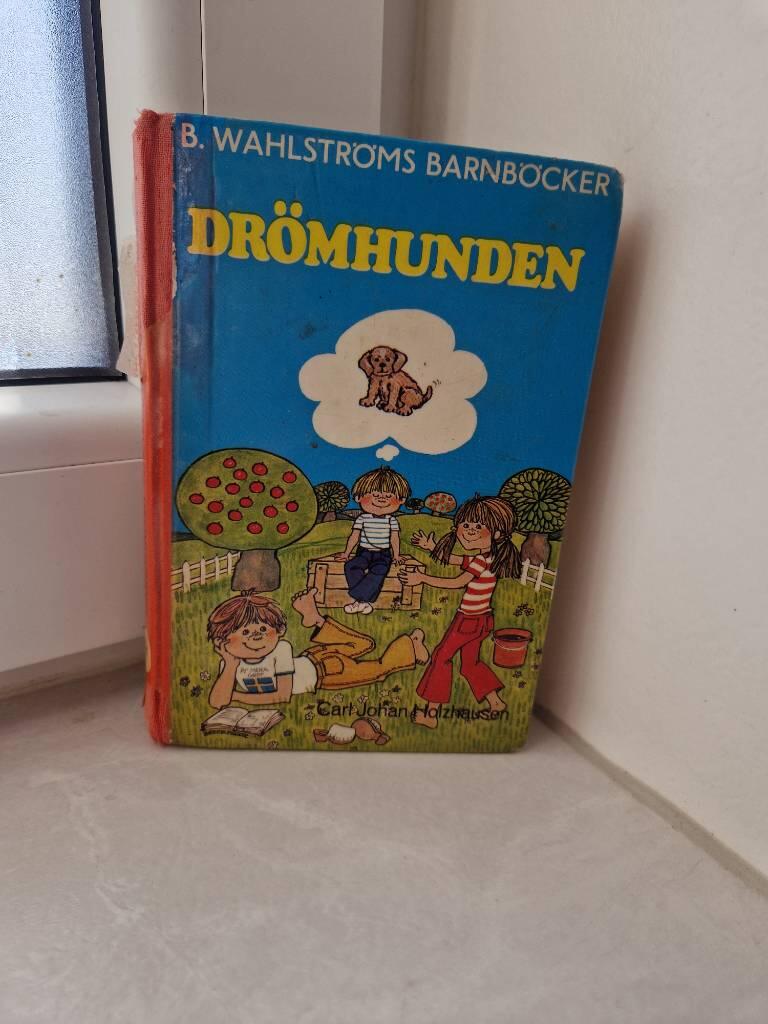 B. WAHLSTRÖMS BARNBÖCKER
DRÖMHUNDEN
Carl Johan Holzhausen